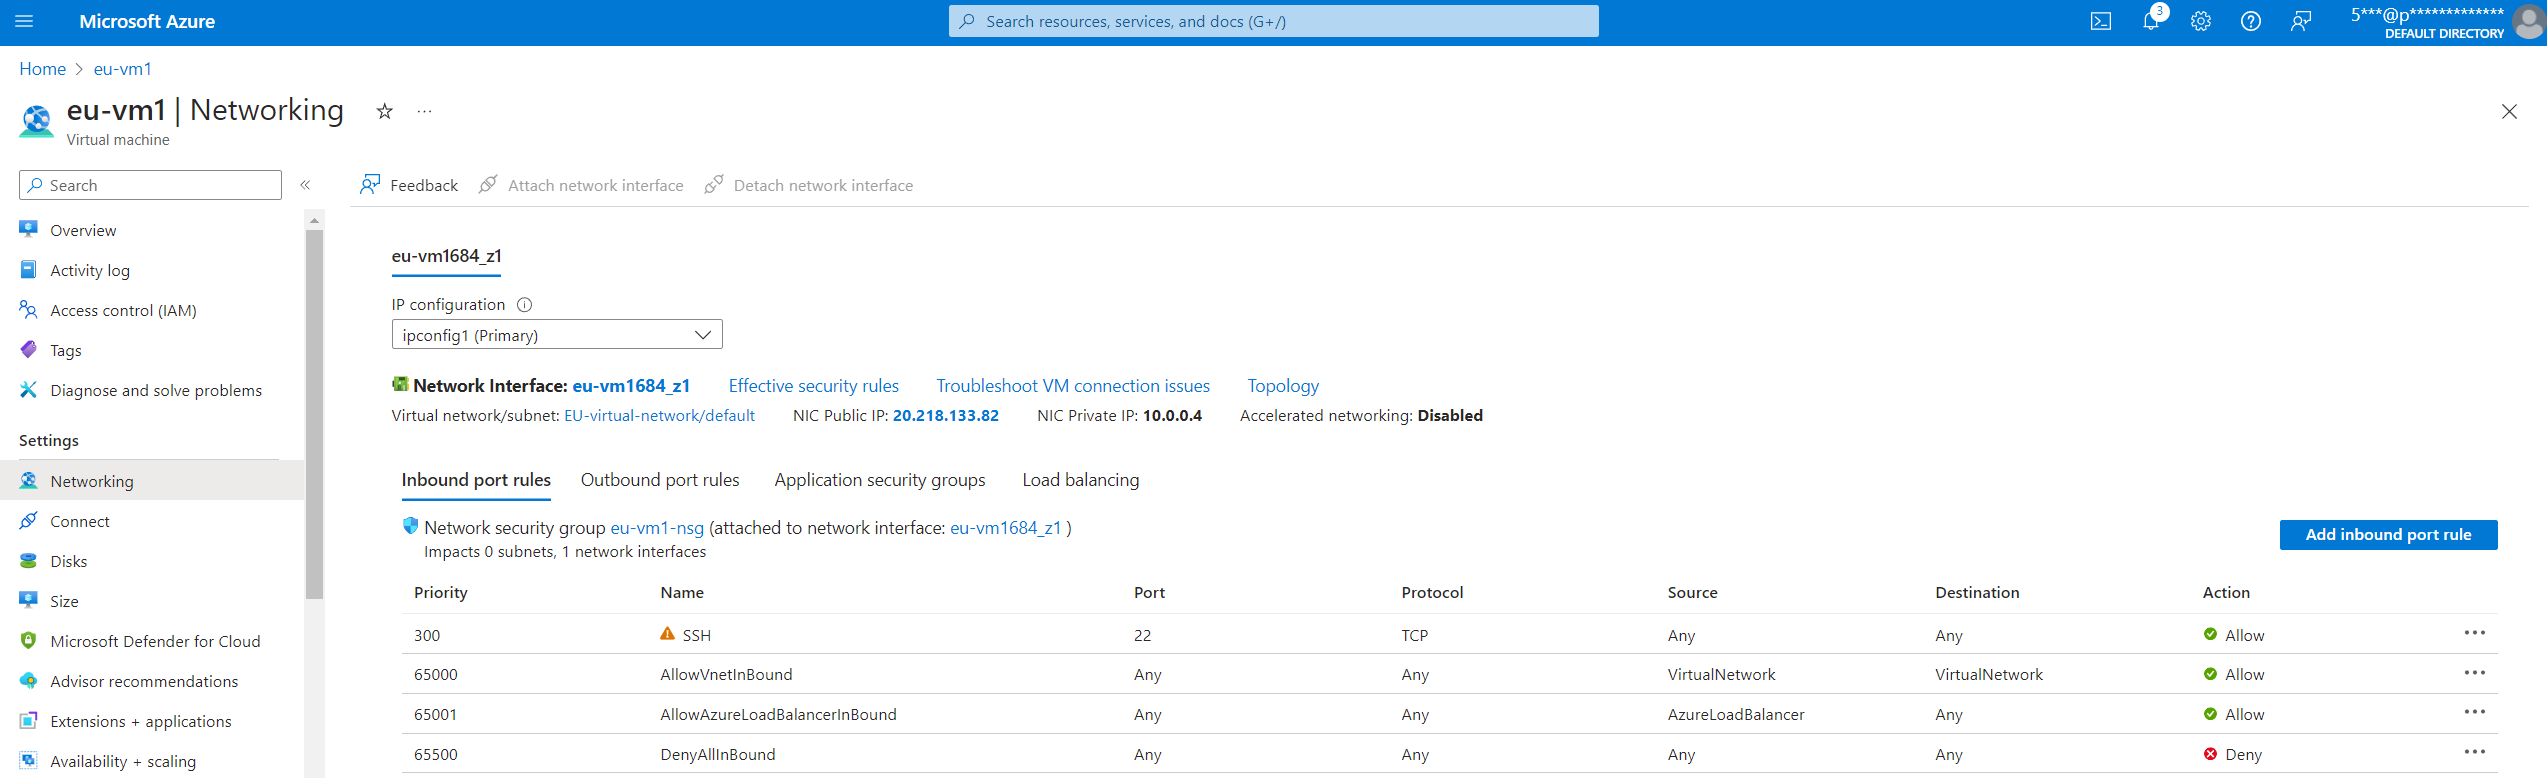 Microsoft Azure
Search resources, services, and docs (G+/)
3
5***@p*************
DEFAULT DIRECTORY
Home > eu-vm1
eu-vm1 | Networking
Virtual machine
Search
Overview
Activity log
Access control (IAM)
Tags
Diagnose and solve problems
Settings
Networking
Connect
Disks
Size
Microsoft Defender for Cloud
Advisor recommendations
Extensions + applications
Availability + scaling
Feedback Attach network interface Detach network interface
eu-vm1684_z1
IP configuration
ipconfig1 (Primary)
Network Interface: eu-vm1684_z1 Effective security rules Troubleshoot VM connection issues Topology
Virtual network/subnet: EU-virtual-network/default NIC Public IP: 20.218.133.82 NIC Private IP: 10.0.0.4 Accelerated networking: Disabled
Inbound port rules Outbound port rules Application security groups Load balancing
Network security group eu-vm1-nsg (attached to network interface: eu-vm1684_z1 )
Impacts 0 subnets, 1 network interfaces
Add inbound port rule
Priority Name Port Protocol Source Destination Action
300 SSH 22 TCP Any Any Allow
65000 AllowVnetInBound Any Any VirtualNetwork VirtualNetwork Allow
65001 AllowAzureLoadBalancerInBound Any Any AzureLoadBalancer Any Allow
65500 DenyAllInBound Any Any Any Any Deny